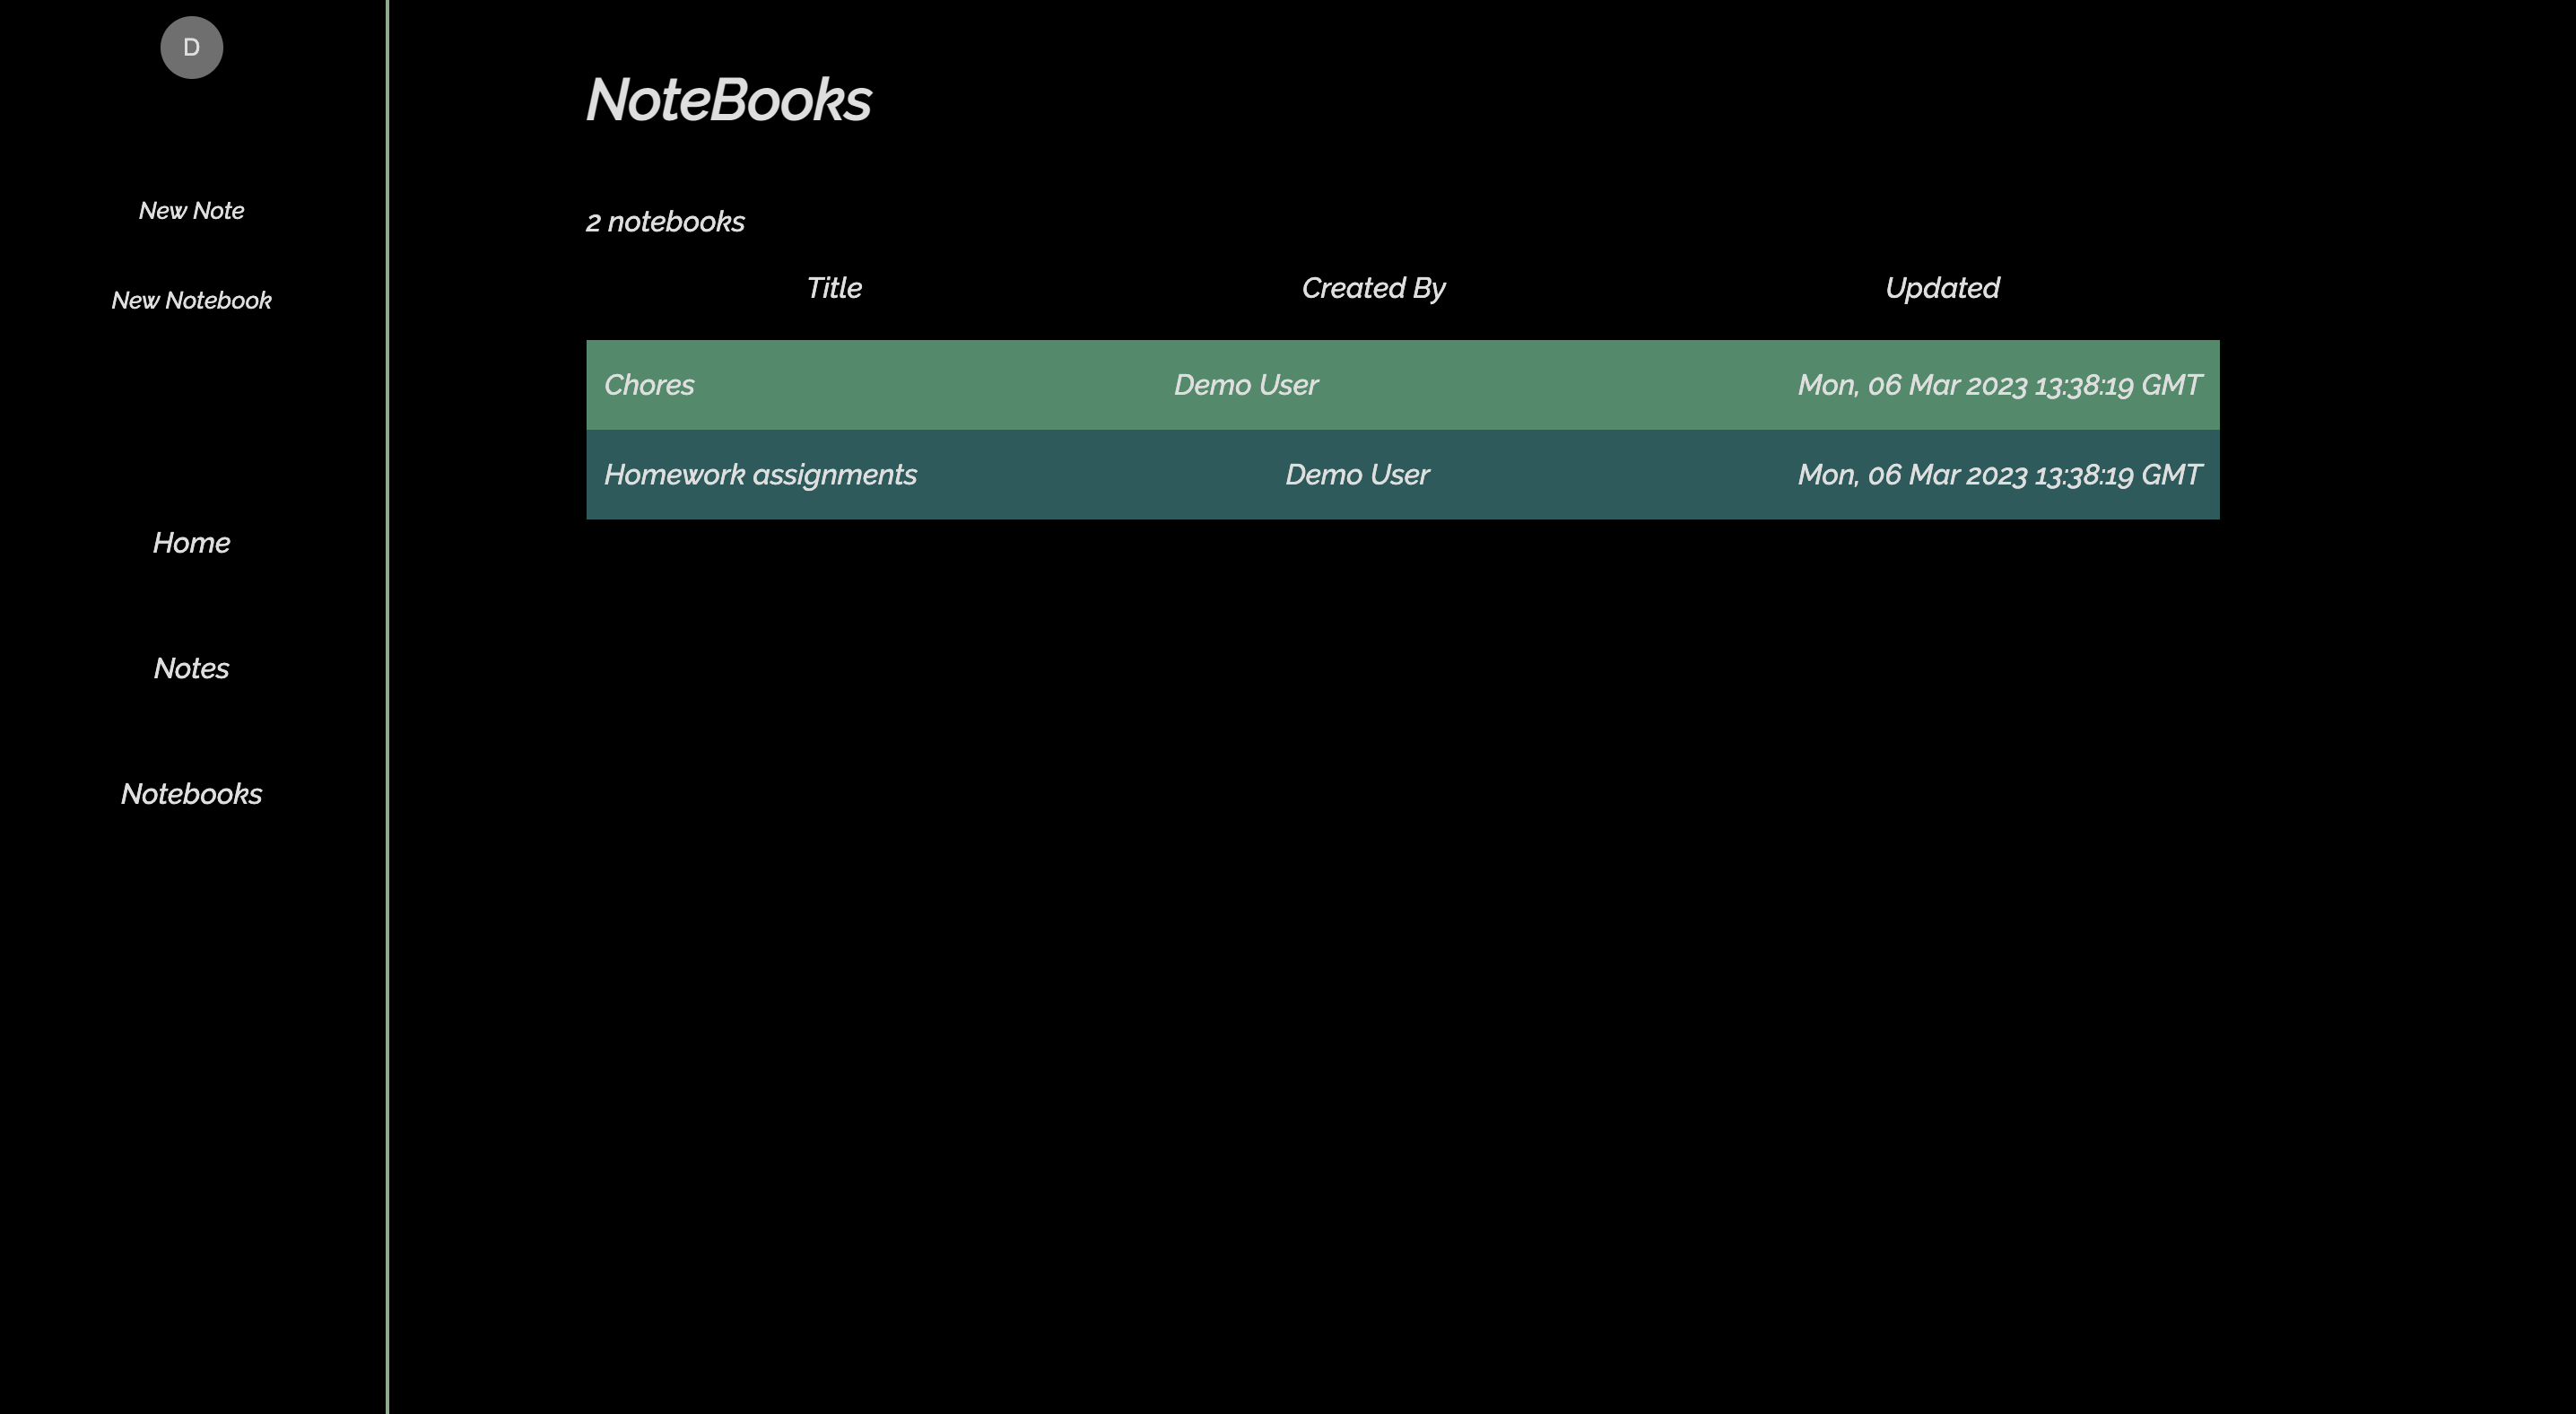 D
New Note
New Notebook
Home
Notes
Notebooks
NoteBooks
2 notebooks
Title Created By Updated
Chores Demo User Mon, 06 Mar 2023 13:38:19 GMT
Homework assignments Demo User Mon, 06 Mar 2023 13:38:19 GMT